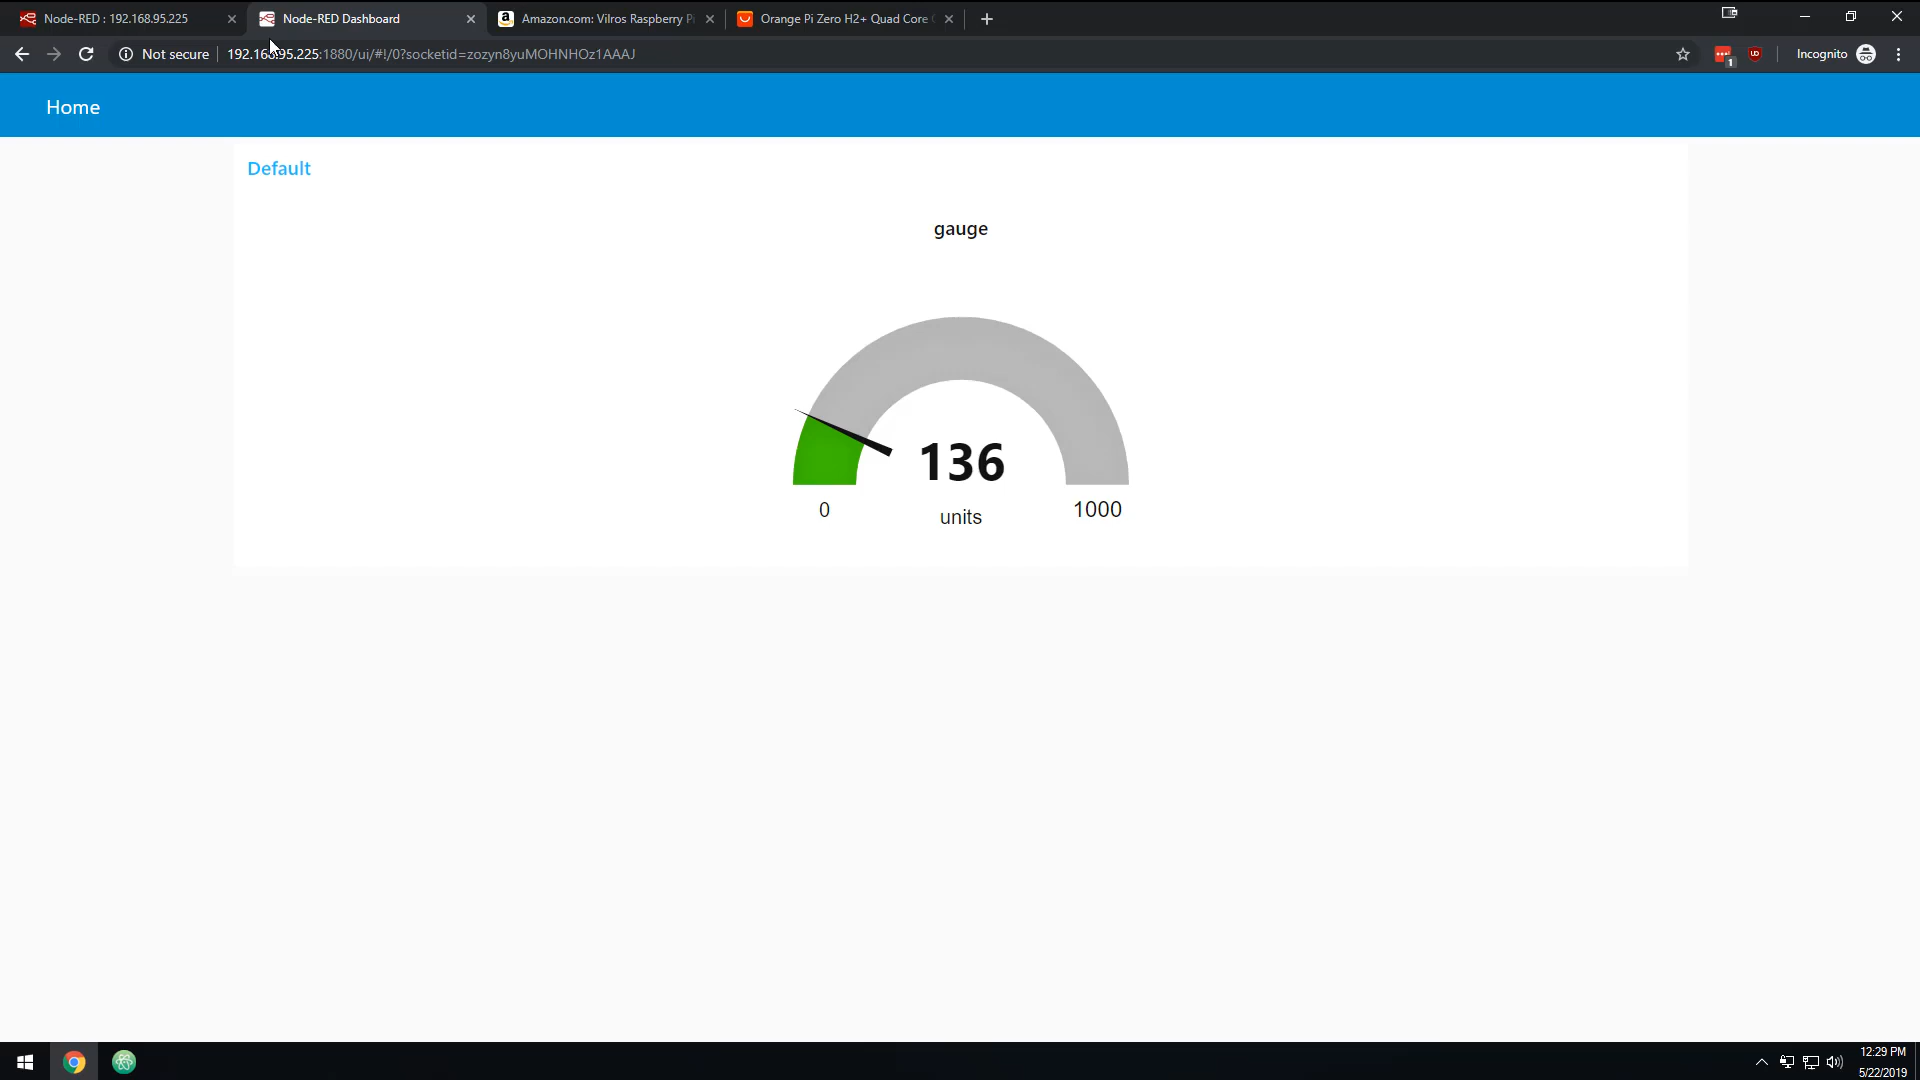 Node-RED : 192.168.95.225
Node-RED Dashboard
Amazon.com: Vilros Raspberry P
Orange Pi Zero H2+ Quad Core
Not secure
192.168.95.225:1880/ui/#!/0?socketid=zozyn8yuMOHNHOz1AAAJ
1
Incognito
Home
Default
gauge
136
0
units
1000
12:29 PM
5/22/2019